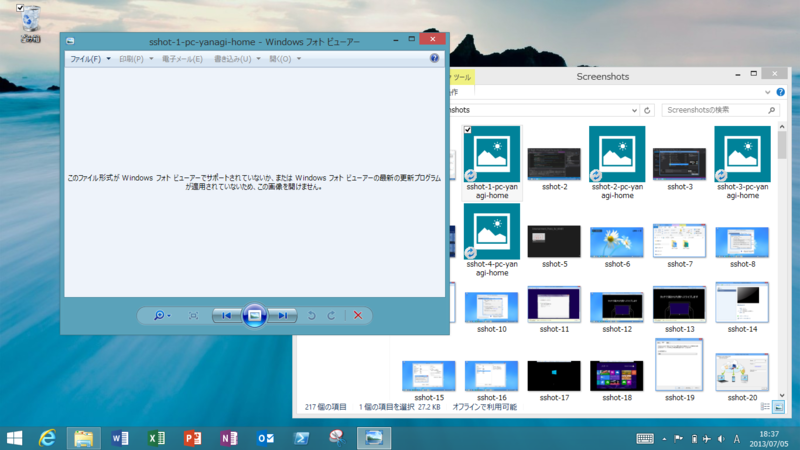 ごみ箱
sshot-1-pc-yanagi-home - Windows フォト ビューアー
ファイル(F) 印刷(P) 電子メール(E) 書き込み(U) 開く(O)
このファイル形式が Windows フォト ビューアーでサポートされていないか、または Windows フォト ビューアーの最新の更新プログラム
が適用されていないため、この画像を開けません。
ツール
Screenshots
Screenshotsの検索
sshot-1-pc-yan
agi-home
sshot-2
sshot-2-pc-yan
agi-home
sshot-3
sshot-3-pc-yan
agi-home
sshot-4-pc-yan
agi-home
sshot-5
sshot-6
sshot-7
sshot-8
sshot-10
sshot-11
sshot-12
sshot-13
sshot-14
sshot-15
sshot-16
sshot-17
sshot-18
sshot-19
sshot-20
217 個の項目 1 個の項目を選択 27.2 KB オフラインで利用可能
A
18:37
2013/07/05